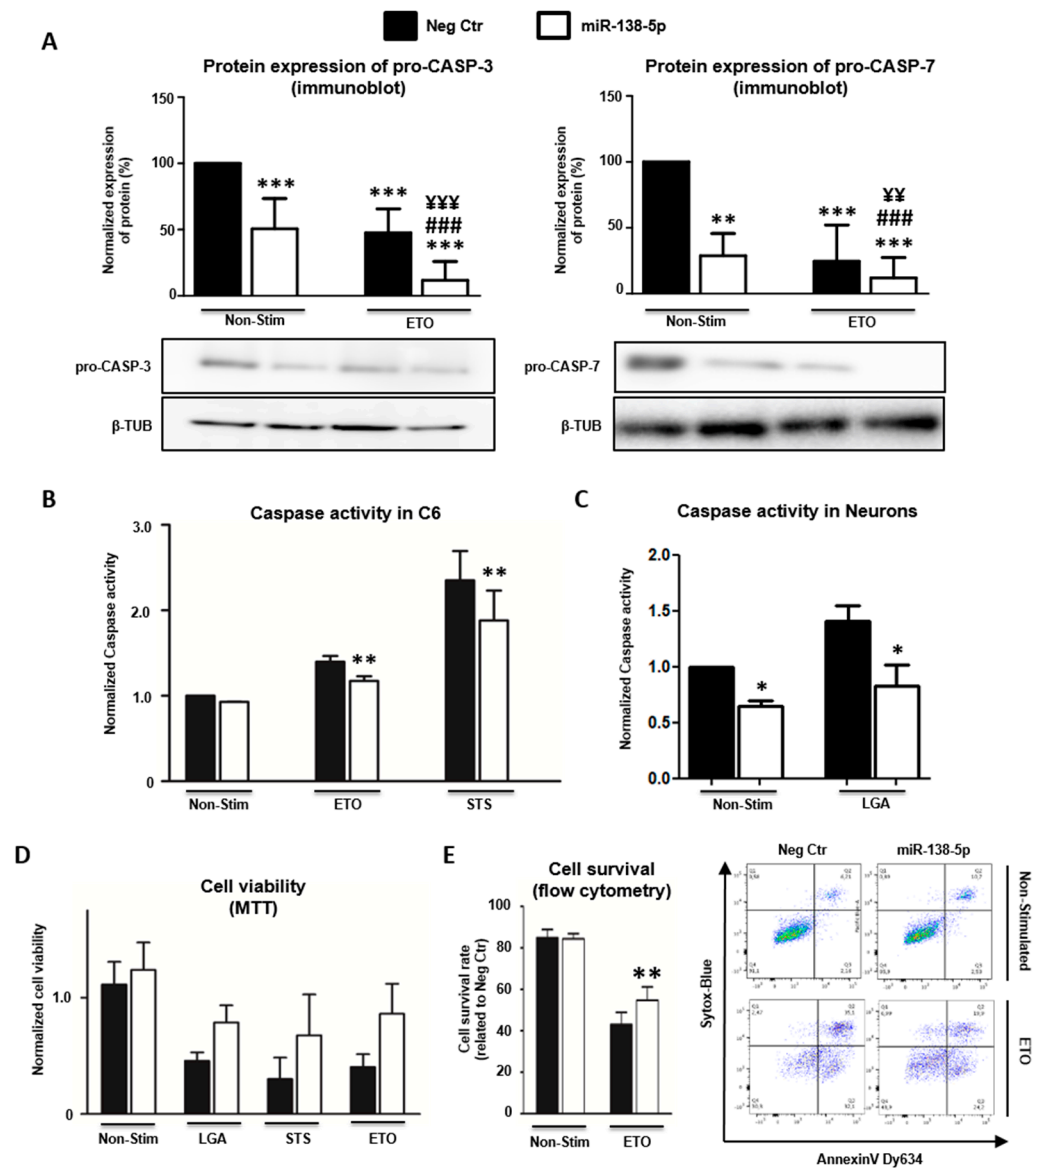 Neg Ctr
miR-138-5p
A
Protein expression of pro-CASP-3
(immunoblot)
Normalized expression
of protein (%)
150
100
50
0
***
***
¥¥¥
###
***
Non-Stim
ETO
pro-CASP-3
β-TUB
Protein expression of pro-CASP-7
(immunoblot)
Normalized expression
of protein (%)
150
100
50
0
**
***
¥¥
###
***
Non-Stim
ETO
pro-CASP-7
β-TUB
B
Caspase activity in C6
Normalized Caspase activity
3.0
2.0
1.0
0
**
**
Non-Stim
ETO
STS
C
Caspase activity in Neurons
Normalized Caspase activity
2.0
1.5
1.0
0.5
0.0
*
*
Non-Stim
LGA
D
Cell viability
(MTT)
Normalized cell viability
1.0
0
Non-Stim
LGA
STS
ETO
E
Cell survival
(flow cytometry)
Cell survival rate
(related to Neg Ctr)
100
80
60
40
20
0
**
Non-Stim
ETO
Neg Ctr
miR-138-5p
Non-Stimulated
ETO
Sytox-Blue
AnnexinV Dy634